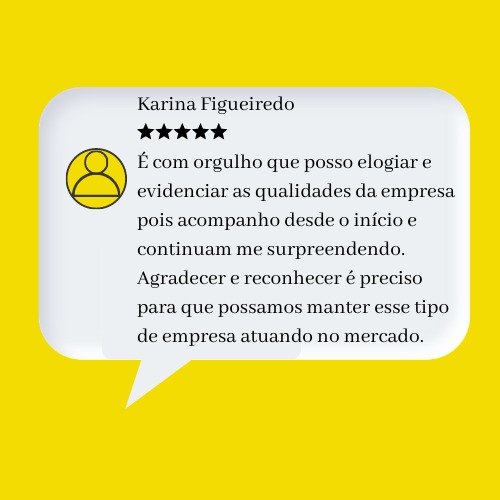 Karina Figueiredo
★★★★★
É com orgulho que posso elogiar e
evidenciar as qualidades da empresa
pois acompanho desde o início e
continuam me surpreendendo.
Agradecer e reconhecer é preciso
para que possamos manter esse tipo
de empresa atuando no mercado.